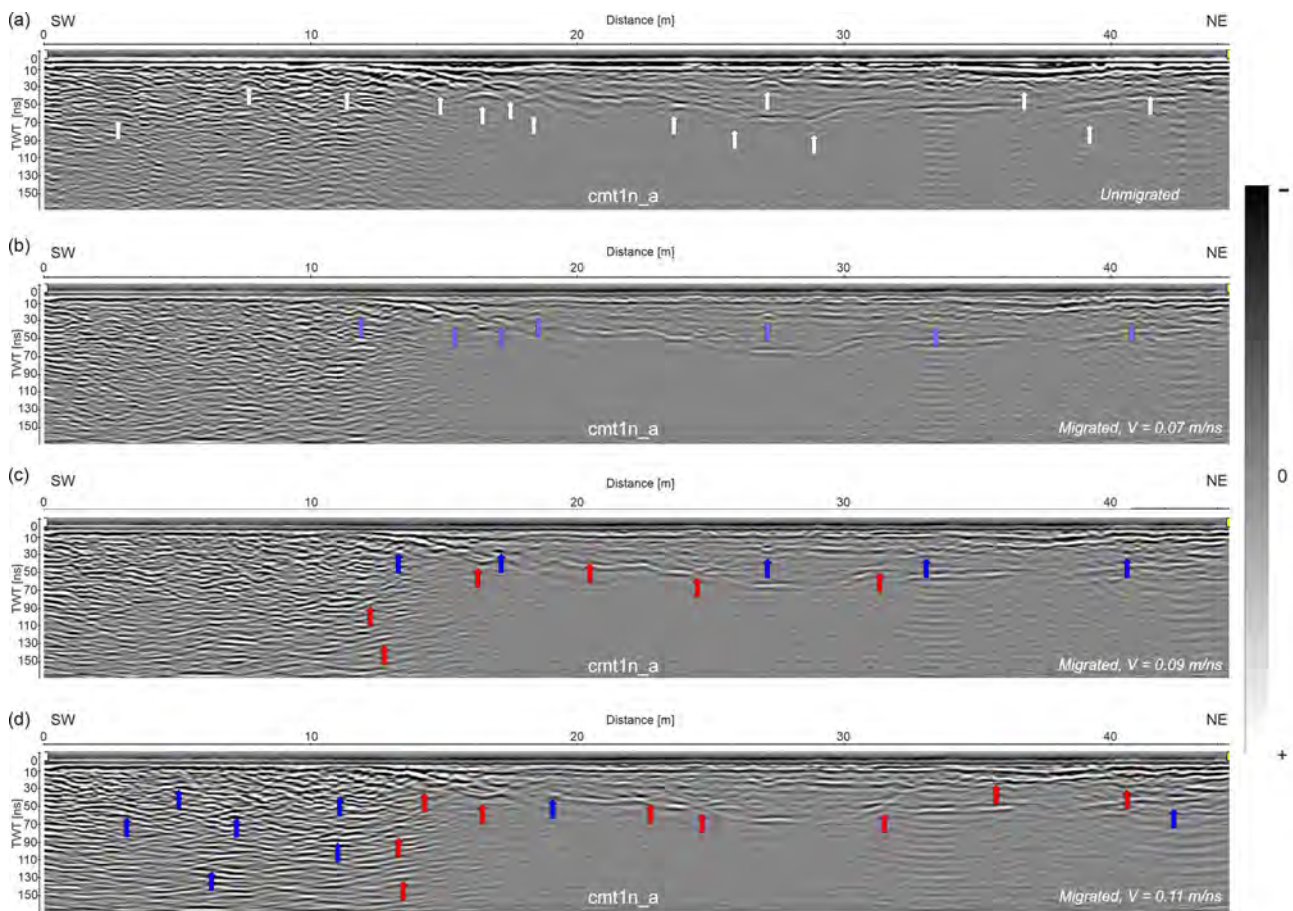 (a) SW Distance [m] NE
0 10 20 30 40
TWT [ns]
0
10
30
50
70
90
110
130
150
cmt1n_a
Unmigrated
(b) SW Distance [m] NE
0 10 20 30 40
TWT [ns]
0
10
30
50
70
90
110
130
150
cmt1n_a
Migrated, V = 0.07 m/ns
(c) SW Distance [m] NE
0 10 20 30 40
TWT [ns]
0
10
30
50
70
90
110
130
150
cmt1n_a
Migrated, V = 0.09 m/ns
(d) SW Distance [m] NE
0 10 20 30 40
TWT [ns]
0
10
30
50
70
90
110
130
150
cmt1n_a
Migrated, V = 0.11 m/ns
-
0
+